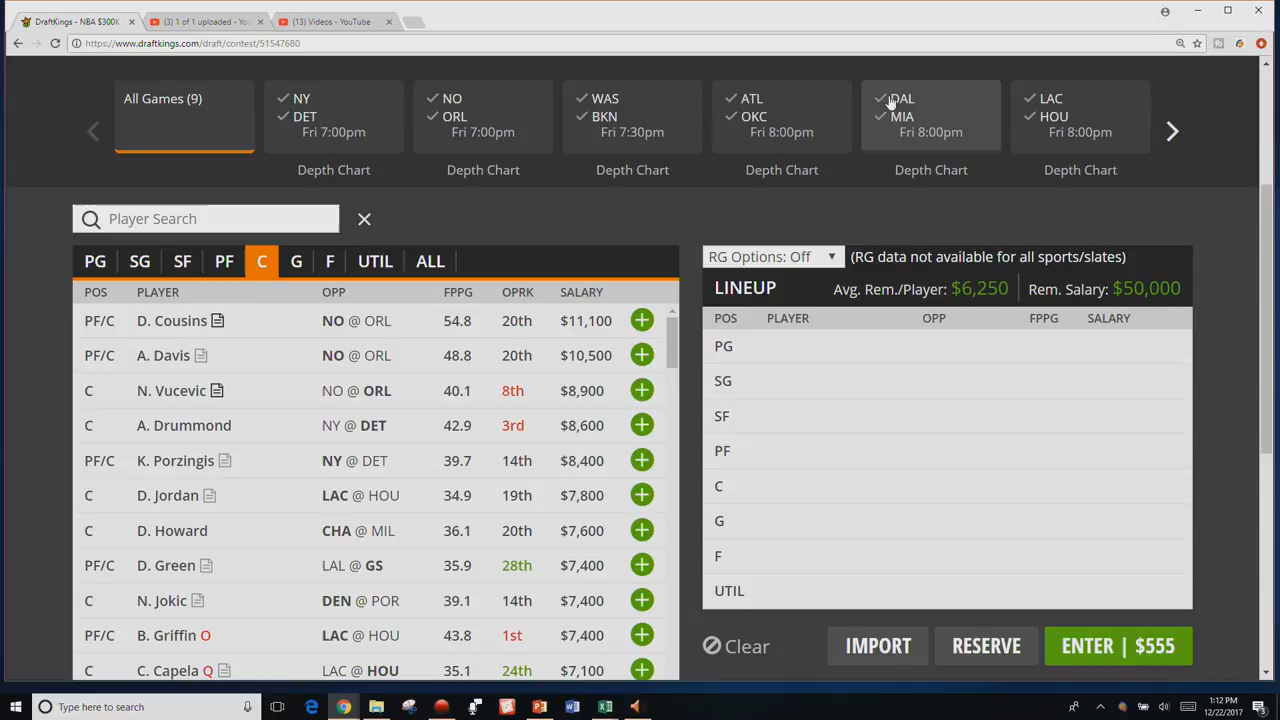 DraftKings - NBA $300K
(3) 1 of 1 uploaded - You
(13) Videos - YouTube
https://www.draftkings.com/draft/contest/51547680
All Games (9)
NY
DET
Fri 7:00pm
NO
ORL
Fri 7:00pm
WAS
BKN
Fri 7:30pm
ATL
OKC
Fri 8:00pm
DAL
MIA
Fri 8:00pm
LAC
HOU
Fri 8:00pm
Depth Chart Depth Chart Depth Chart Depth Chart Depth Chart Depth Chart
Player Search
PG SG SF PF C G F UTIL ALL
POS PLAYER OPP FPPG OPRK SALARY
PF/C D. Cousins NO @ ORL 54.8 20th $11,100
PF/C A. Davis NO @ ORL 48.8 20th $10,500
C N. Vucevic NO @ ORL 40.1 8th $8,900
C A. Drummond NY @ DET 42.9 3rd $8,600
PF/C K. Porzingis NY @ DET 39.7 14th $8,400
C D. Jordan LAC @ HOU 34.9 19th $7,800
C D. Howard CHA @ MIL 36.1 20th $7,600
PF/C D. Green LAL @ GS 35.9 28th $7,400
C N. Jokic DEN @ POR 39.1 14th $7,400
PF/C B. Griffin O LAC @ HOU 43.8 1st $7,400
C C. Capela Q LAC @ HOU 35.1 24th $7,100
RG Options: Off (RG data not available for all sports/slates)
LINEUP Avg. Rem./Player: $6,250 Rem. Salary: $50,000
POS PLAYER OPP FPPG SALARY
PG
SG
SF
PF
C
G
F
UTIL
Clear IMPORT RESERVE ENTER | $555
Type here to search
1:12 PM
12/22/2017